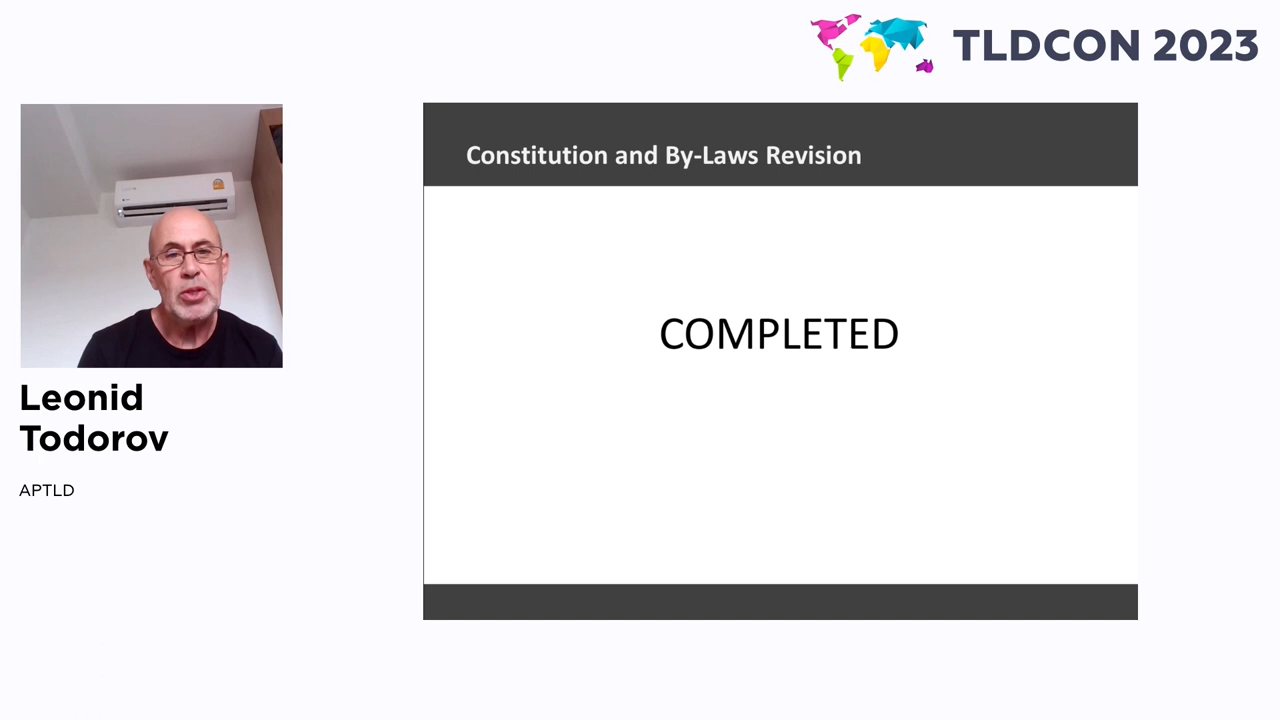 TLDCON 2023
Constitution and By-Laws Revision
COMPLETED
Leonid
Todorov
APTLD